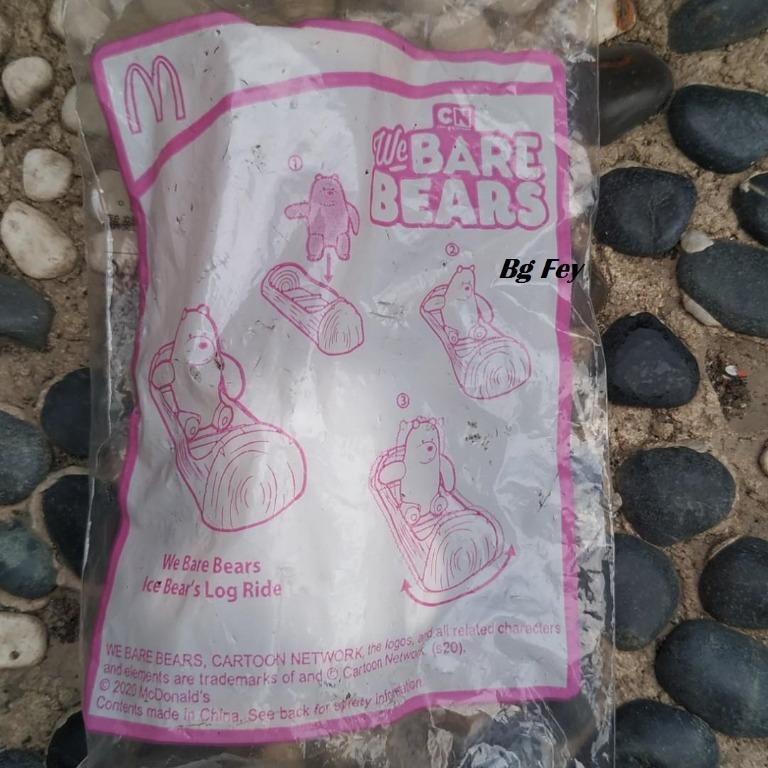 CN
We BARE
BEARS
①
②
Bg Fey
③
We Bare Bears
Ice Bear's Log Ride
WE BARE BEARS, CARTOON NETWORK, the logos, and all related characters
and elements are trademarks of and © Cartoon Network. (s20).
© 2020 McDonald's
Contents made in China. See back for safety information